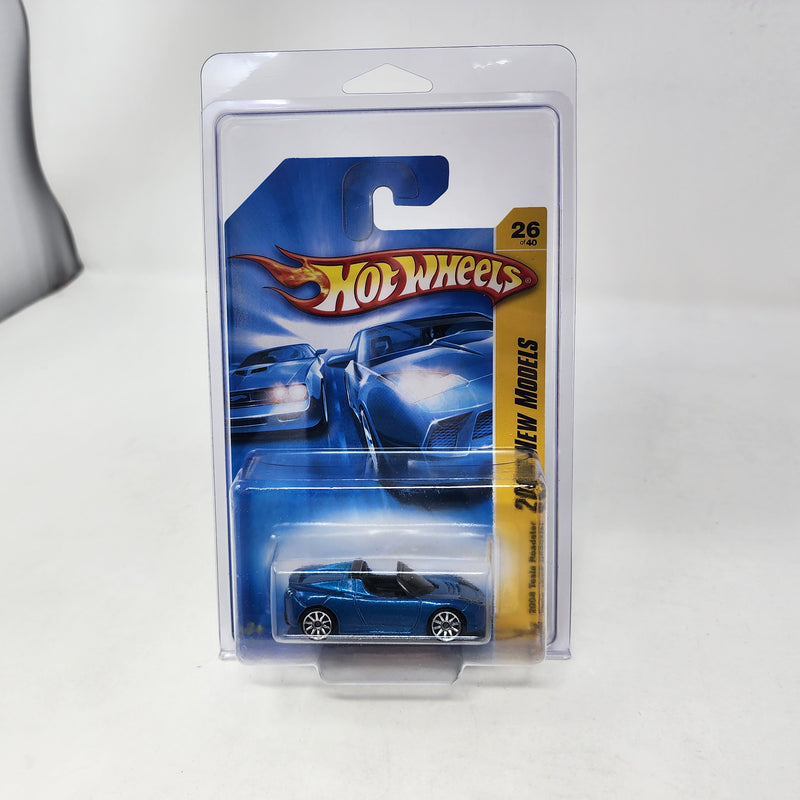 26
of 40
HOT WHEELS®
NEW MODELS
2008 Tesla Roadster